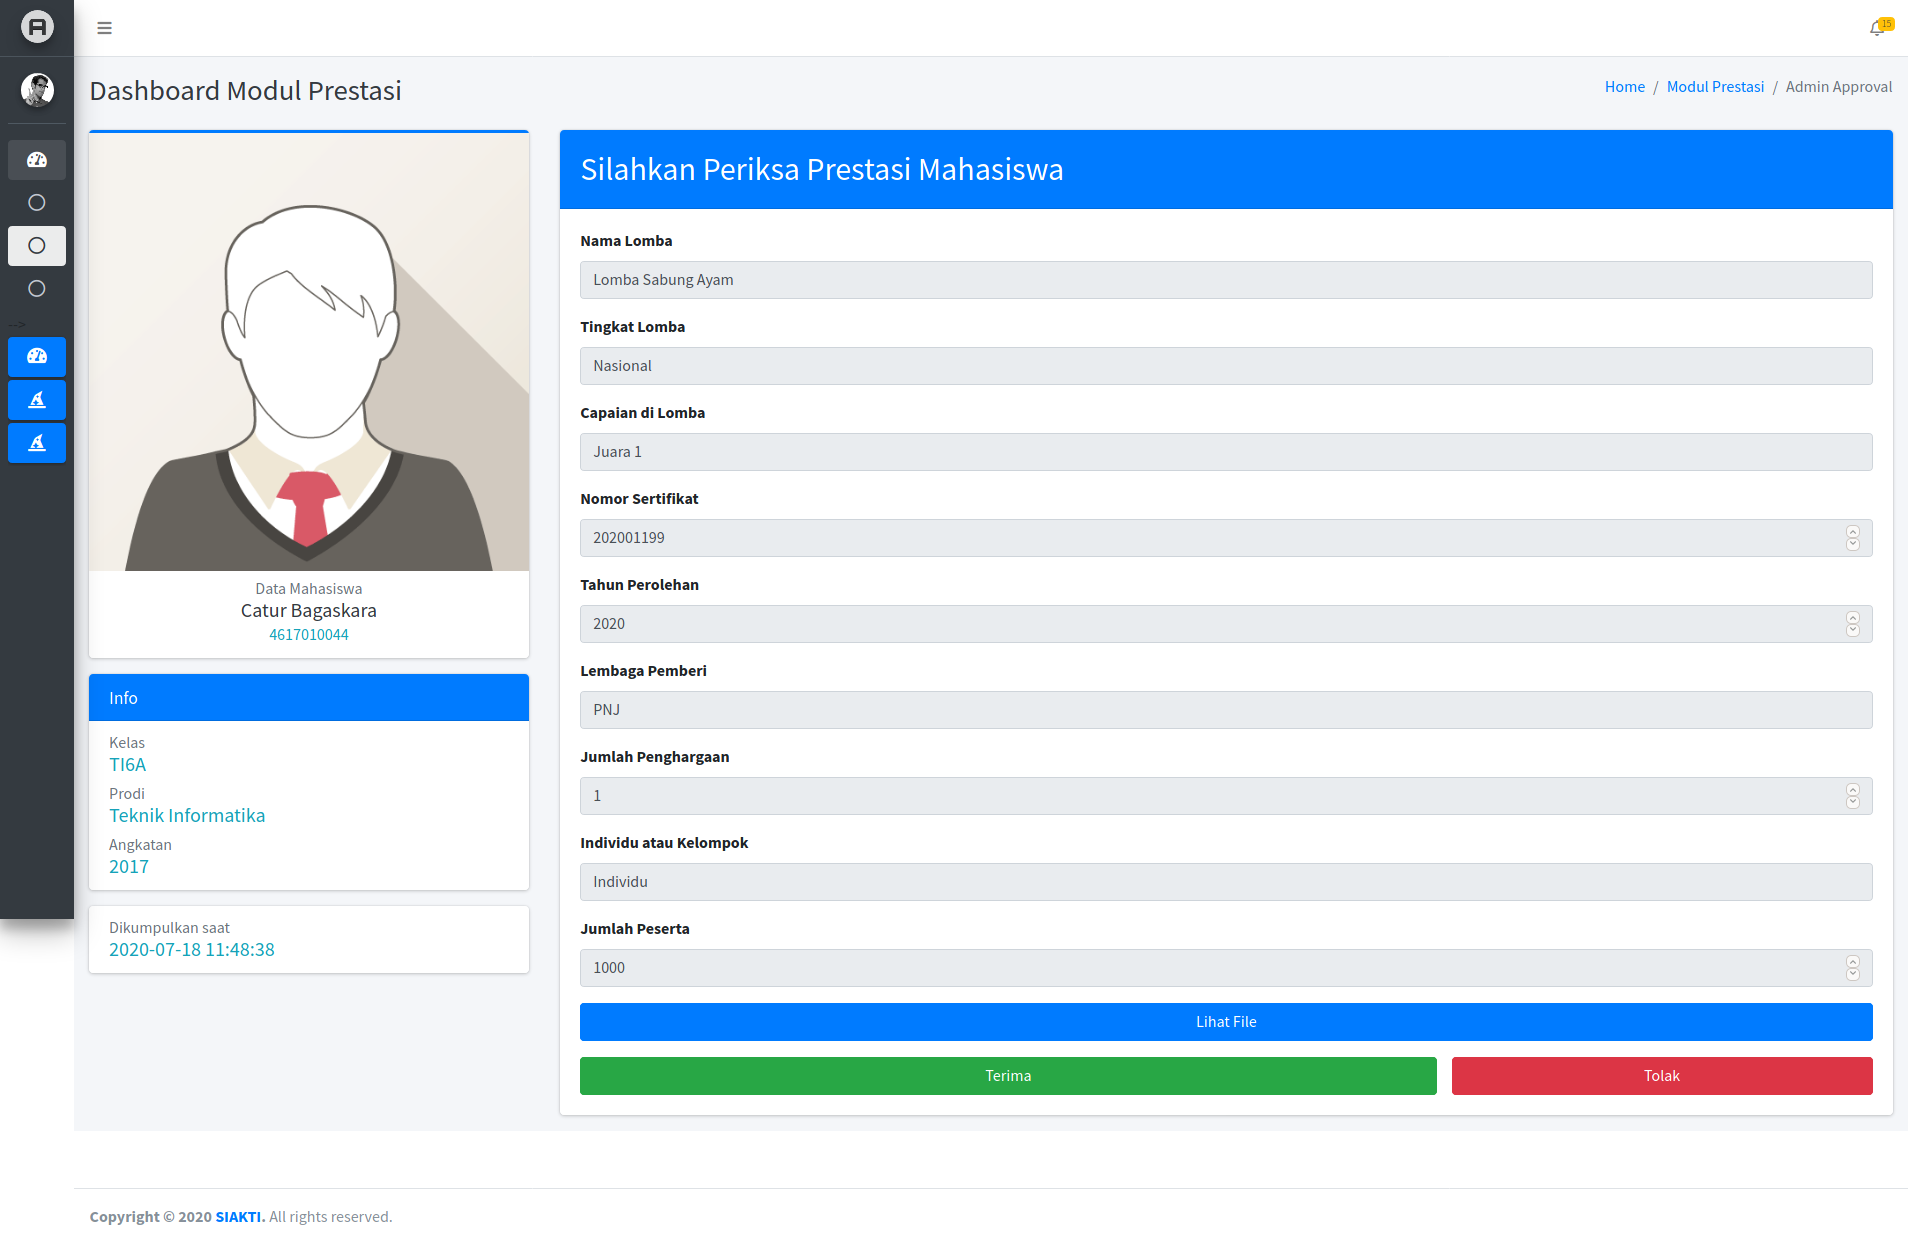 15
Dashboard Modul Prestasi
Home / Modul Prestasi / Admin Approval
-->
Data Mahasiswa
Catur Bagaskara
4617010044
Info
Kelas
TI6A
Prodi
Teknik Informatika
Angkatan
2017
Dikumpulkan saat
2020-07-18 11:48:38
Silahkan Periksa Prestasi Mahasiswa
Nama Lomba
Lomba Sabung Ayam
Tingkat Lomba
Nasional
Capaian di Lomba
Juara 1
Nomor Sertifikat
202001199
Tahun Perolehan
2020
Lembaga Pemberi
PNJ
Jumlah Penghargaan
1
Individu atau Kelompok
Individu
Jumlah Peserta
1000
Lihat File
Terima
Tolak
Copyright © 2020 SIAKTI. All rights reserved.